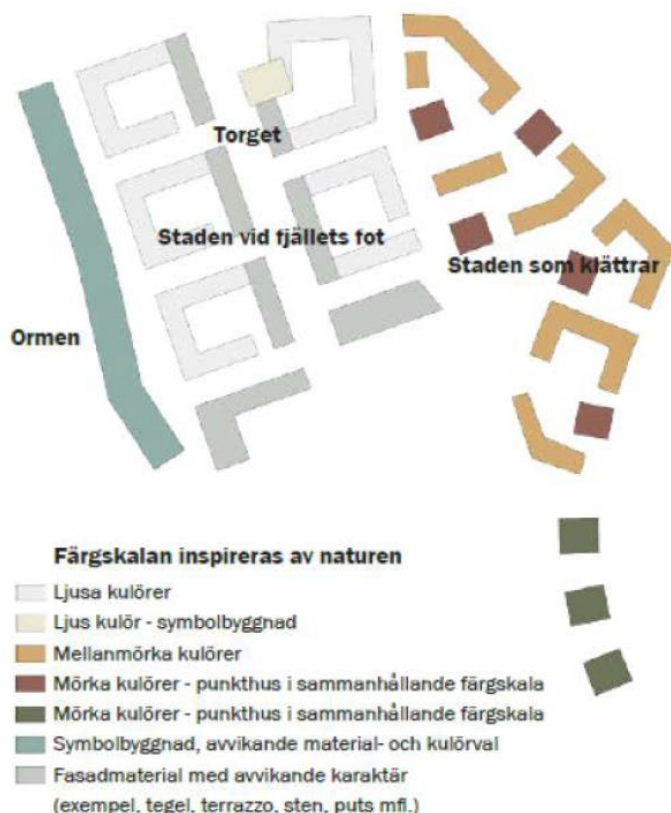 Torget
Staden vid fjällets fot
Staden som klättrar
Ormen
Färgskalan inspireras av naturen
Ljusa kulörer
Ljus kulör - symbolbyggnad
Mellanmörka kulörer
Mörka kulörer - punkthus i sammanhållande färgskala
Mörka kulörer - punkthus i sammanhållande färgskala
Symbolbyggnad, avvikande material- och kulörval
Fasadmaterial med avvikande karaktär
(exempel, tegel, terrazzo, sten, puts mfl.)